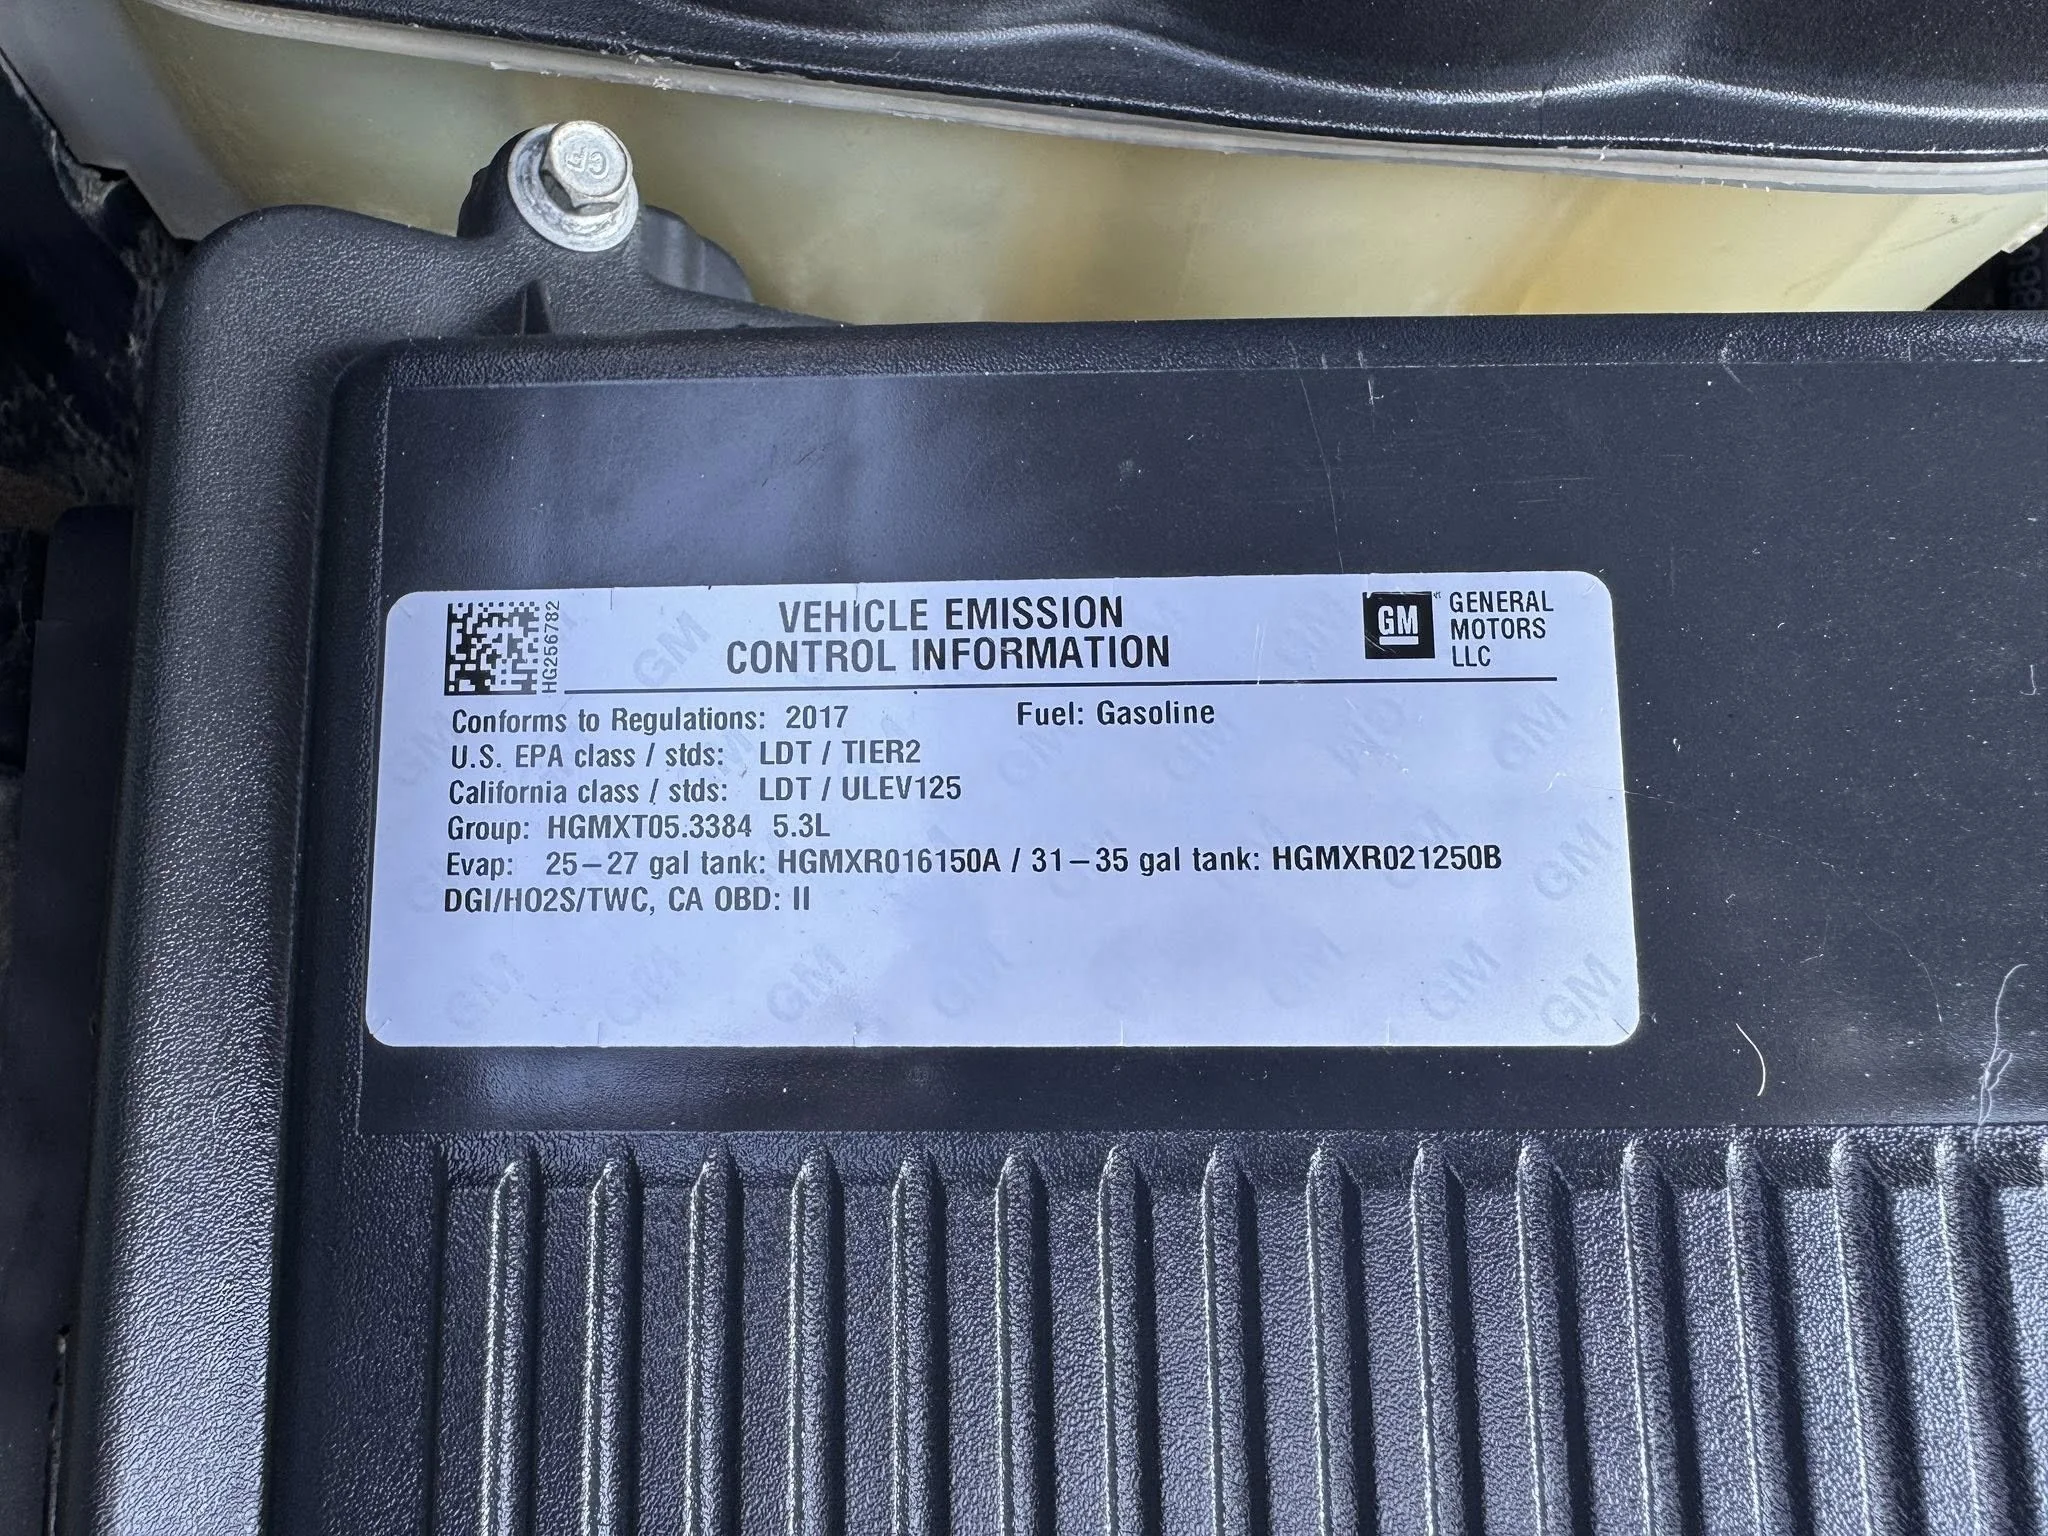 VEHICLE EMISSION
CONTROL INFORMATION
GM
GENERAL
MOTORS
LLC
HG256782
Conforms to Regulations: 2017 Fuel: Gasoline
U.S. EPA class / stds: LDT / TIER2
California class / stds: LDT / ULEV125
Group: HGMXT05.3384 5.3L
Evap: 25–27 gal tank: HGMXR016150A / 31–35 gal tank: HGMXR021250B
DGI/HO2S/TWC, CA OBD: II